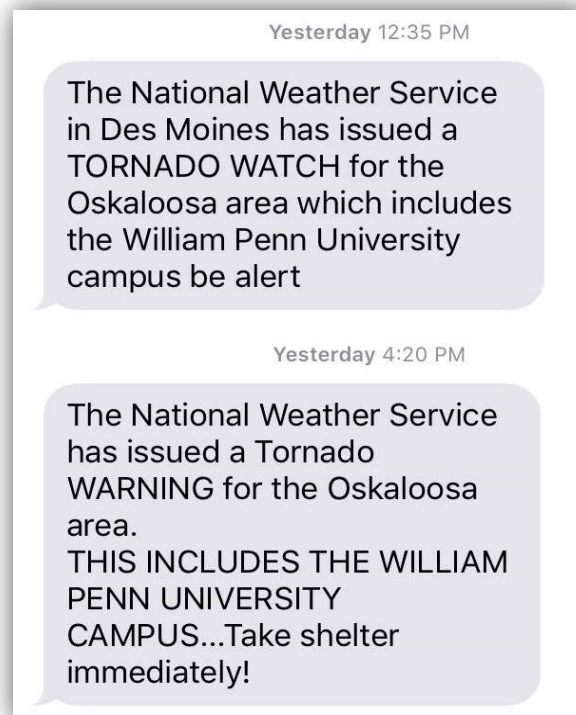 Yesterday 12:35 PM
The National Weather Service
in Des Moines has issued a
TORNADO WATCH for the
Oskaloosa area which includes
the William Penn University
campus be alert
Yesterday 4:20 PM
The National Weather Service
has issued a Tornado
WARNING for the Oskaloosa
area.
THIS INCLUDES THE WILLIAM
PENN UNIVERSITY
CAMPUS...Take shelter
immediately!